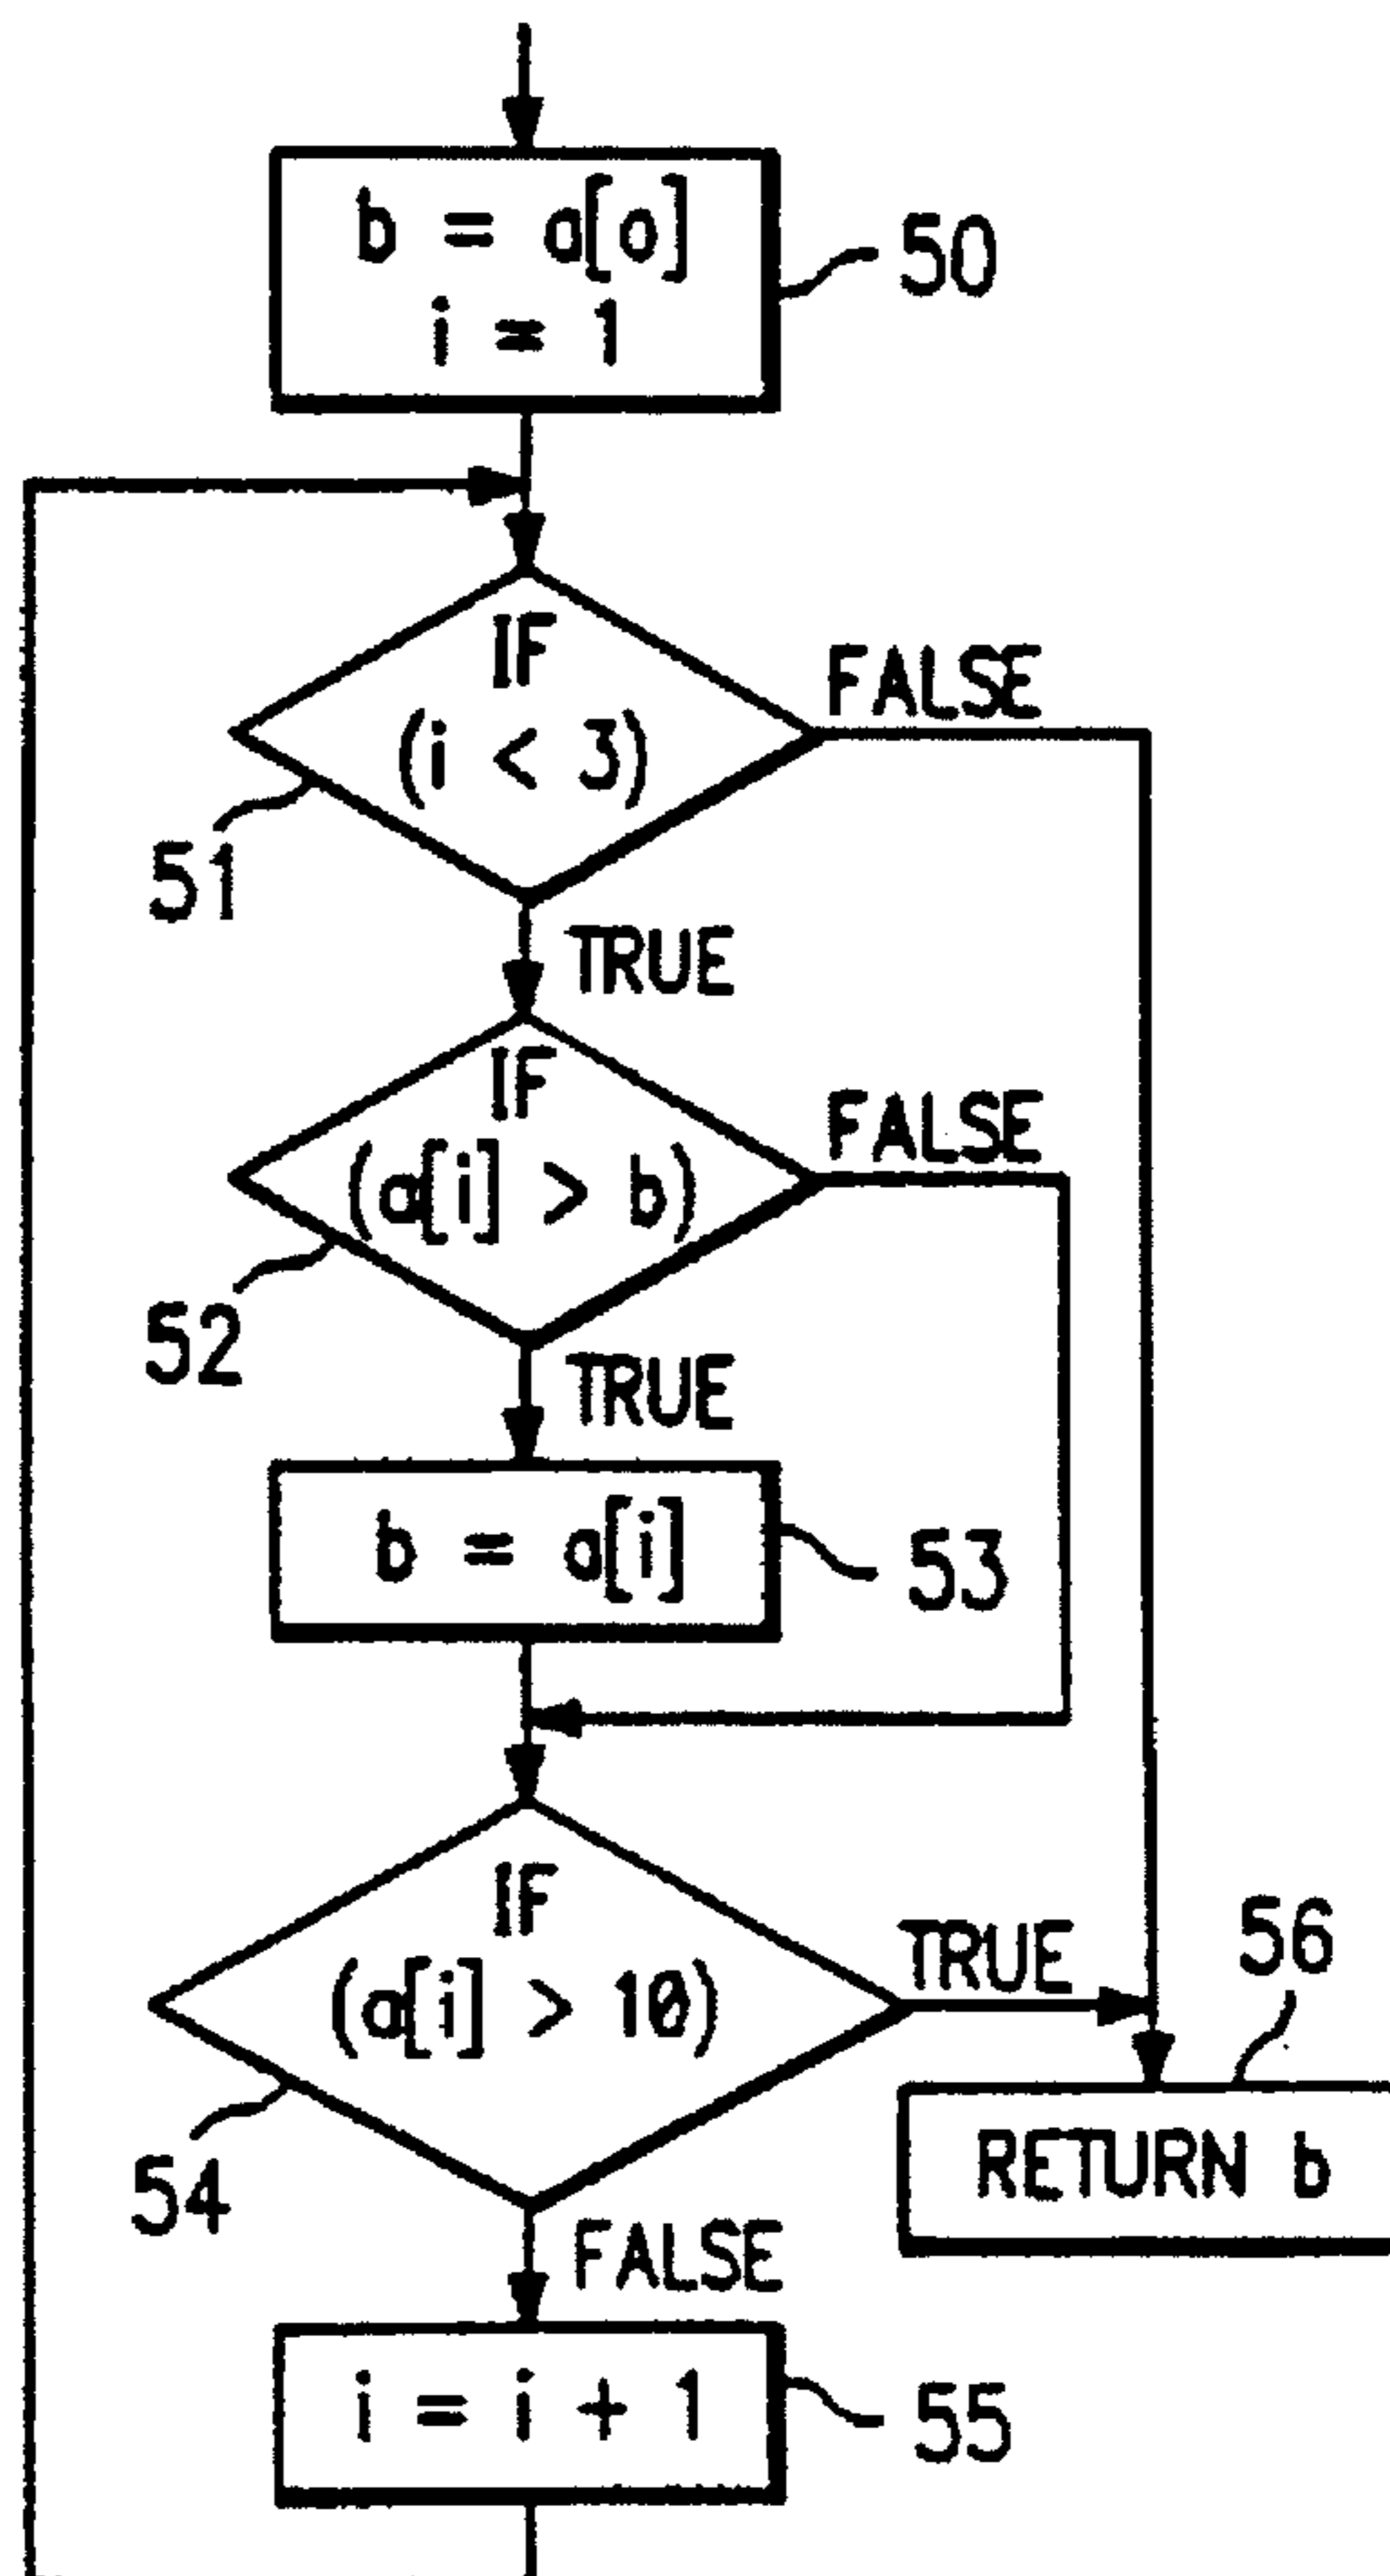 b = a[o]
i = 1
50
IF
(i < 3)
FALSE
51
TRUE
IF
(a[i] > b)
FALSE
52
TRUE
b = a[i]
53
IF
(a[i] > 10)
TRUE
56
54
RETURN b
FALSE
i = i + 1
55